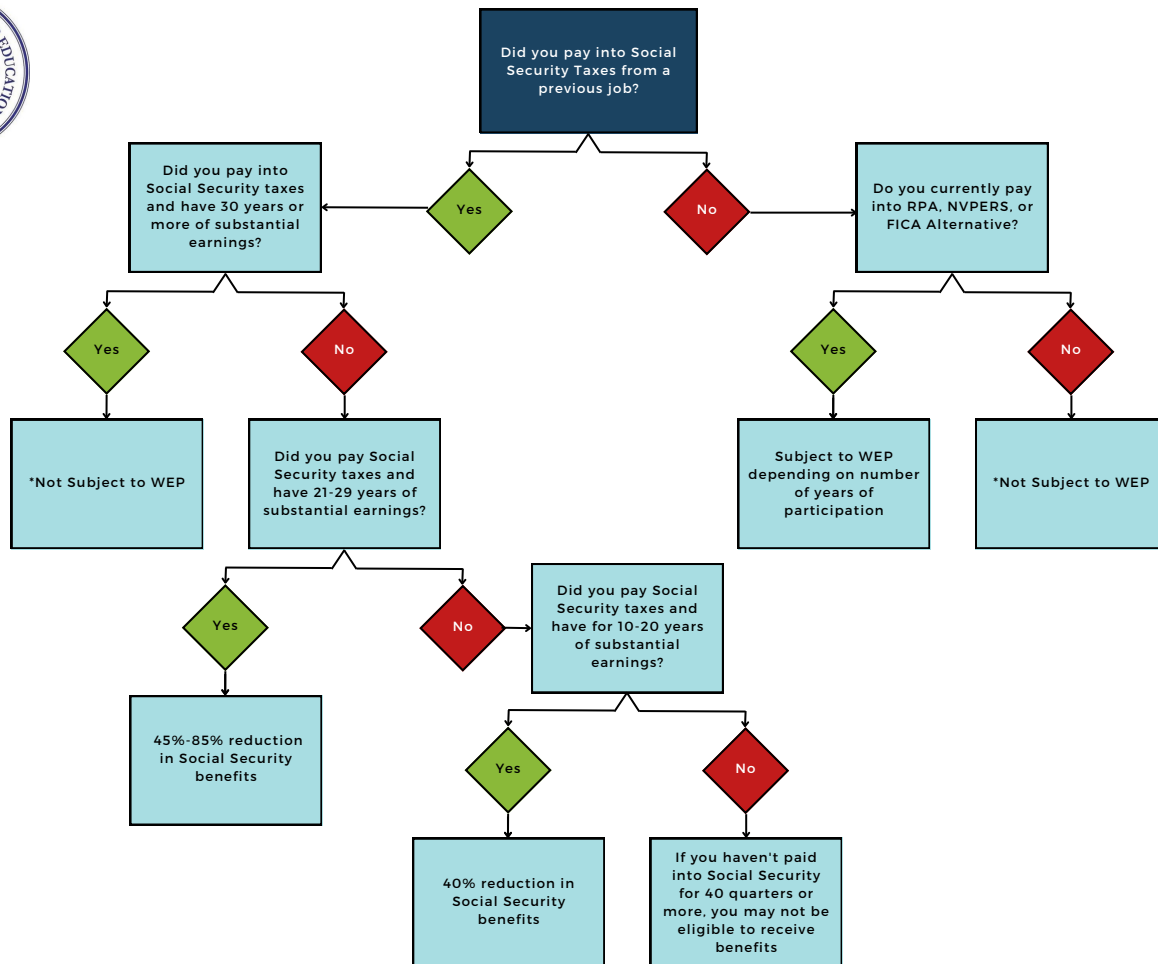 EDUCATIO
Did you pay into Social
Security Taxes from a
previous job?
Did you pay into
Social Security taxes
and have 30 years or
more of substantial
earnings?
Yes
No
Do you currently pay
into RPA, NVPERS, or
FICA Alternative?
Yes
No
Yes
No
*Not Subject to WEP
Did you pay Social
Security taxes and
have 21-29 years of
substantial earnings?
Subject to WEP
depending on number
of years of
participation
*Not Subject to WEP
Yes
No
Did you pay Social
Security taxes and
have for 10-20 years
of substantial
earnings?
45%-85% reduction
in Social Security
benefits
Yes
No
40% reduction in
Social Security
benefits
If you haven't paid
into Social Security
for 40 quarters or
more, you may not be
eligible to receive
benefits